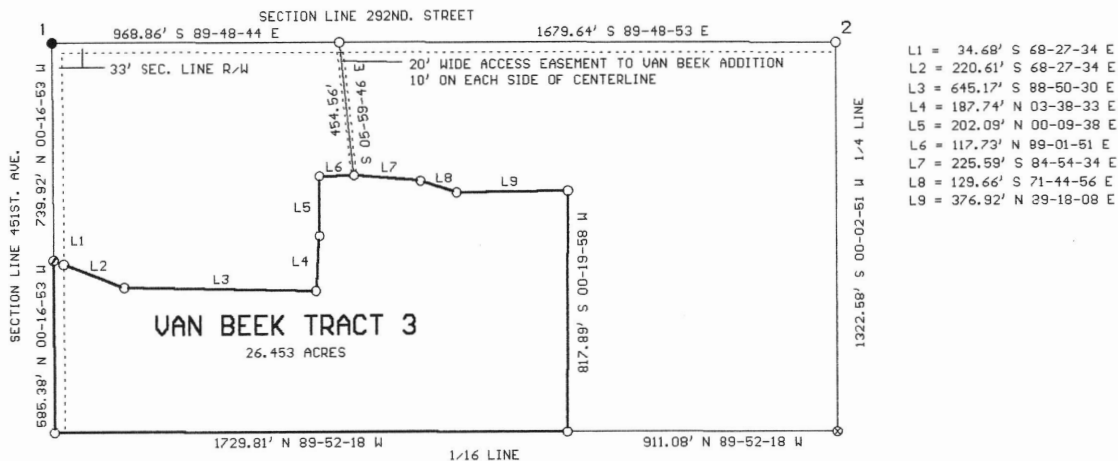 SECTION LINE 292ND. STREET
1
968.86' S 89-48-44 E
1679.64' S 89-48-53 E
2
33' SEC. LINE R/W
20' WIDE ACCESS EASEMENT TO VAN BEEK ADDITION
10' ON EACH SIDE OF CENTERLINE
454.56'
S 05-59-46 E
SECTION LINE 451ST. AVE.
739.92' N 00-16-53 W
585.38' N 00-16-53 W
L1
L2
L3
L4
L5
L6
L7
L8
L9
VAN BEEK TRACT 3
26.453 ACRES
817.89' S 00-19-58 W
1322.58' S 00-02-51 W 1/4 LINE
1729.81' N 89-52-18 W
911.08' N 89-52-18 W
1/16 LINE
L1 = 34.68' S 68-27-34 E
L2 = 220.61' S 68-27-34 E
L3 = 645.17' S 88-50-30 E
L4 = 187.74' N 03-38-33 E
L5 = 202.09' N 00-09-38 E
L6 = 117.73' N 89-01-51 E
L7 = 225.59' S 84-54-34 E
L8 = 129.66' S 71-44-56 E
L9 = 376.92' N 89-18-08 E